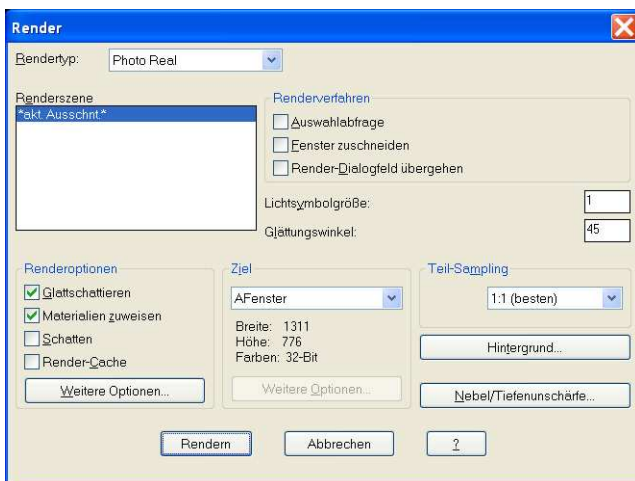 Render
Rendertyp: Photo Real
Renderszene
*akt. Ausschnt.*
Renderverfahren
Auswahlabfrage
Fenster zuschneiden
Render-Dialogfeld übergehen
Lichtsymbolgröße: 1
Glättungswinkel: 45
Renderoptionen
Glattschattieren
Materialien zuweisen
Schatten
Render-Cache
Weitere Optionen...
Ziel
AFenster
Breite: 1311
Höhe: 776
Farben: 32-Bit
Weitere Optionen...
Teil-Sampling
1:1 (besten)
Hintergrund...
Nebel/Tiefenunschärfe...
Rendern
Abbrechen
?